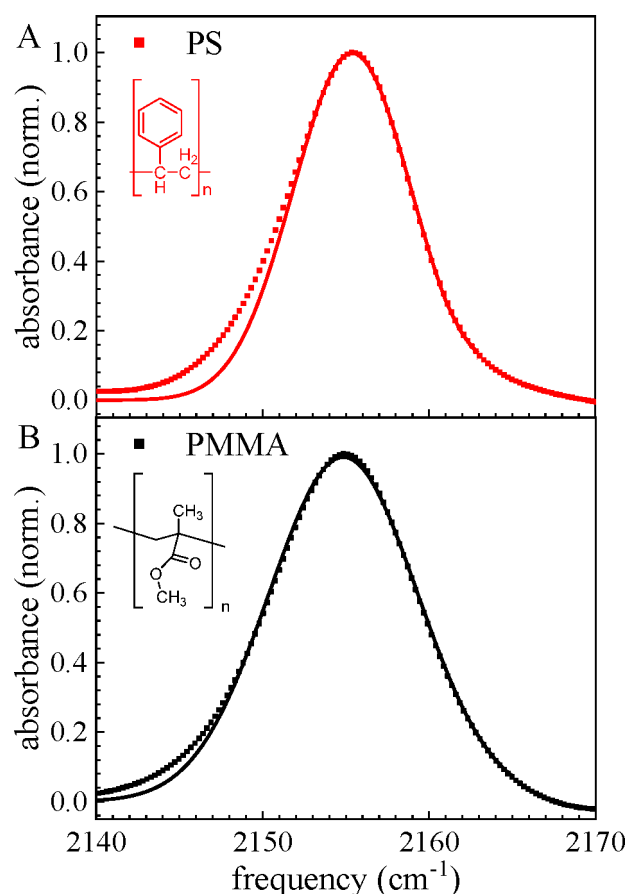 A
PS
H₂
C
C
H
n
absorbance (norm.)
1.0
0.8
0.6
0.4
0.2
0.0
B
PMMA
CH₃
O
O
CH₃
n
absorbance (norm.)
1.0
0.8
0.6
0.4
0.2
0.0
2140 2150 2160 2170
frequency (cm⁻¹)